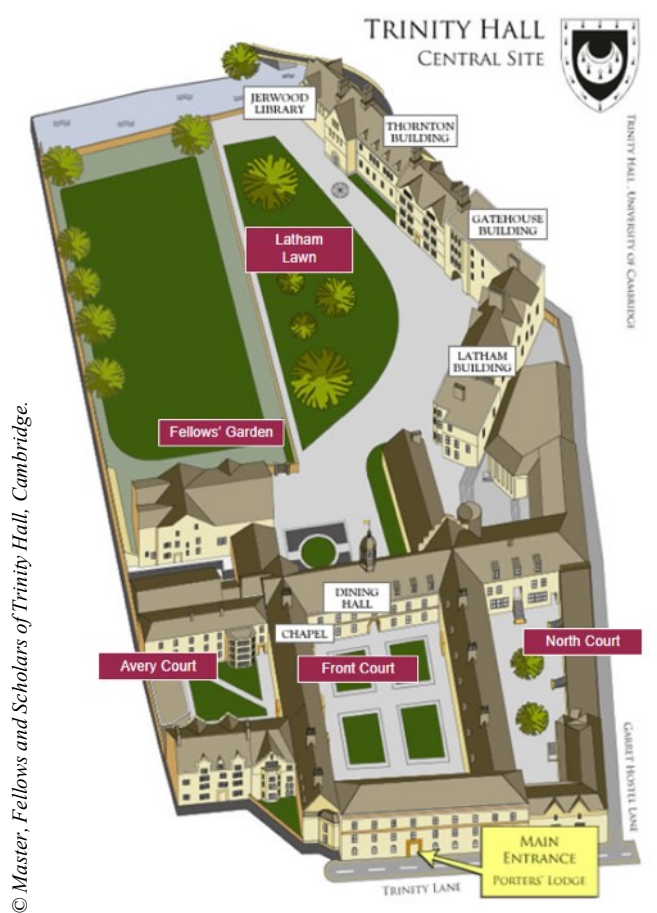 TRINITY HALL
CENTRAL SITE
JERWOOD
LIBRARY
THORNTON
BUILDING
TRINITY HALL . UNIVERSITY OF CAMBRIDGE
GATEHOUSE
BUILDING
Latham
Lawn
LATHAM
BUILDING
Fellows' Garden
© Master, Fellows and Scholars of Trinity Hall, Cambridge.
DINING
HALL
CHAPEL
North Court
Avery Court
Front Court
GARRET HOSTEL LANE
MAIN
ENTRANCE
PORTERS' LODGE
TRINITY LANE